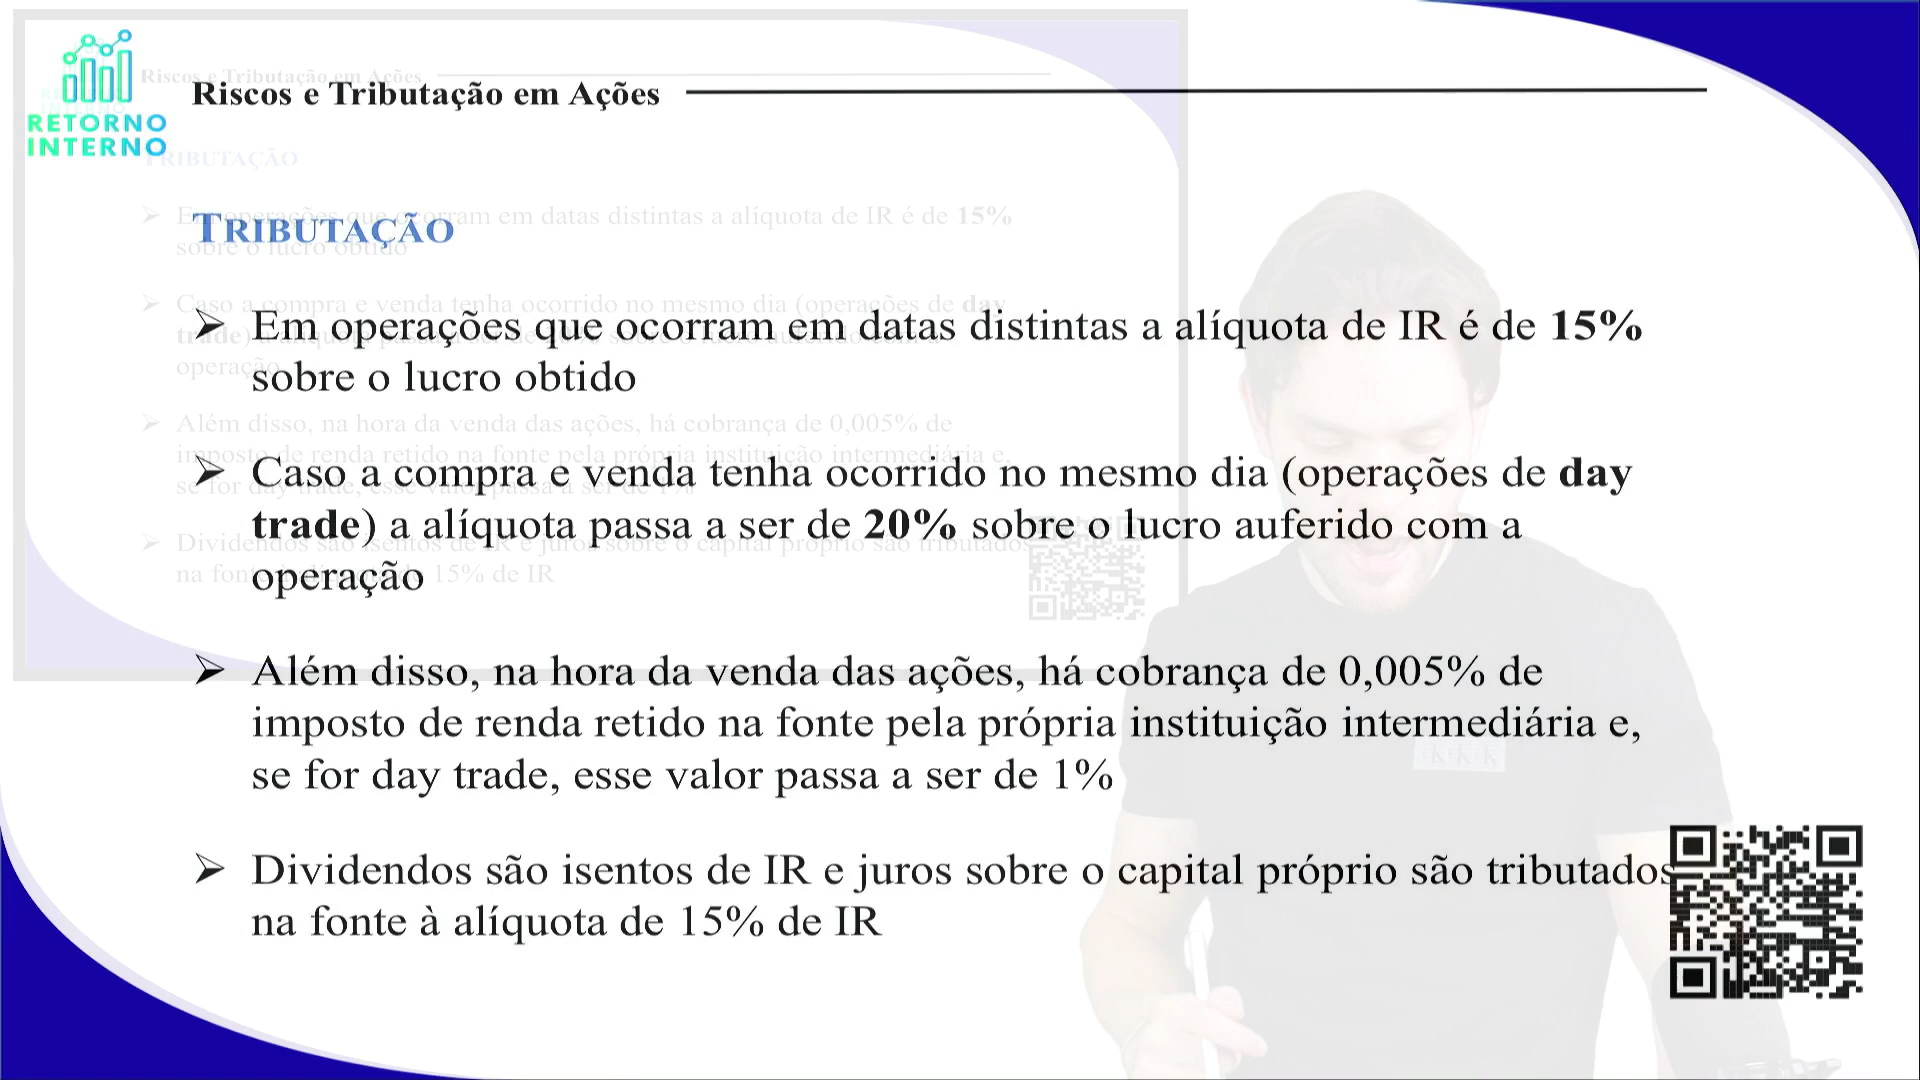 RETORNO
INTERNO
Riscos e Tributação em Ações
TRIBUTAÇÃO
➢ Em operações que ocorram em datas distintas a alíquota de IR é de 15%
sobre o lucro obtido
➢ Caso a compra e venda tenha ocorrido no mesmo dia (operações de day
trade) a alíquota passa a ser de 20% sobre o lucro auferido com a
operação
➢ Além disso, na hora da venda das ações, há cobrança de 0,005% de
imposto de renda retido na fonte pela própria instituição intermediária e,
se for day trade, esse valor passa a ser de 1%
➢ Dividendos são isentos de IR e juros sobre o capital próprio são tributados
na fonte à alíquota de 15% de IR